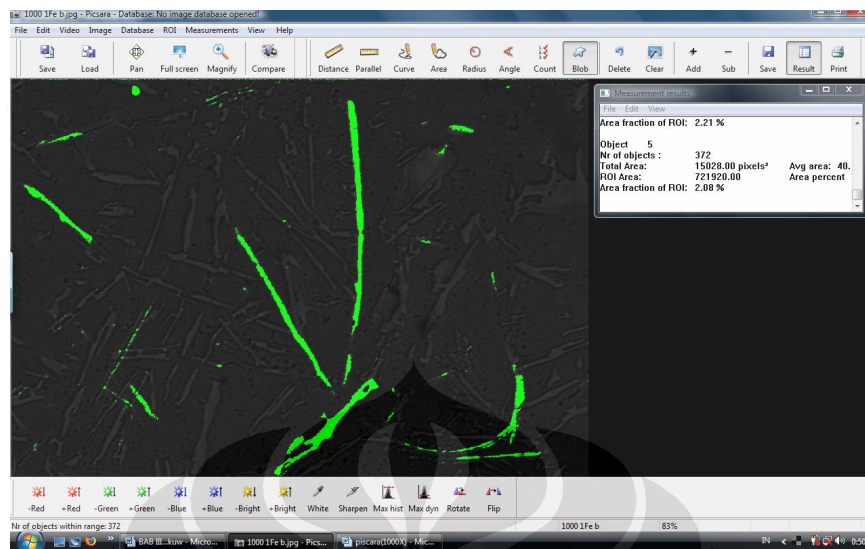 1000 1Fe b.jpg - Picsara - Database: No image database opened!
File Edit Video Image Database ROI Measurements View Help
Save Load Pan Full screen Magnify Compare Distance Parallel Curve Area Radius Angle Count Blob Delete Clear Add Sub Save Result Print
Measurement results
File Edit View
Area fraction of ROI: 2.21 %
Object 5
Nr of objects : 372
Total Area: 15028.00 pixels² Avg area: 40.
ROI Area: 721920.00 Area percent
Area fraction of ROI: 2.08 %
-Red +Red -Green +Green -Blue +Blue -Bright +Bright White Sharpen Max hist Max dyn Rotate Flip
Nr of objects within range: 372 1000 1Fe b 83%
BAB III...kuw - Micro... 1000 1Fe b.jpg - Pics... piscara(1000X) - Mic... IN